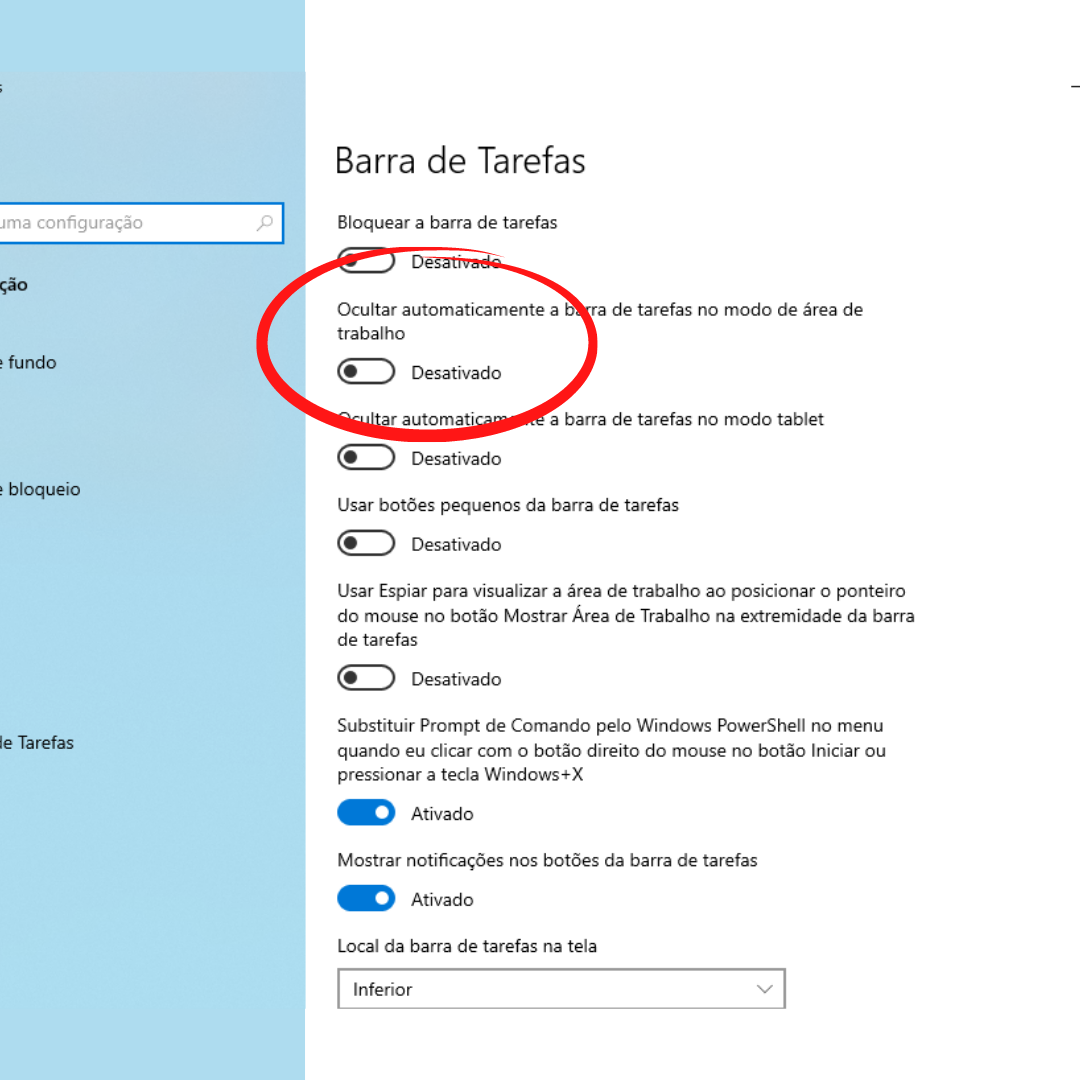 s
Barra de Tarefas
uma configuração
Bloquear a barra de tarefas
Desativado
ção
Ocultar automaticamente a barra de tarefas no modo de área de
trabalho
e fundo
Desativado
Ocultar automaticamente a barra de tarefas no modo tablet
Desativado
e bloqueio
Usar botões pequenos da barra de tarefas
Desativado
Usar Espiar para visualizar a área de trabalho ao posicionar o ponteiro
do mouse no botão Mostrar Área de Trabalho na extremidade da barra
de tarefas
Desativado
de Tarefas
Substituir Prompt de Comando pelo Windows PowerShell no menu
quando eu clicar com o botão direito do mouse no botão Iniciar ou
pressionar a tecla Windows+X
Ativado
Mostrar notificações nos botões da barra de tarefas
Ativado
Local da barra de tarefas na tela
Inferior